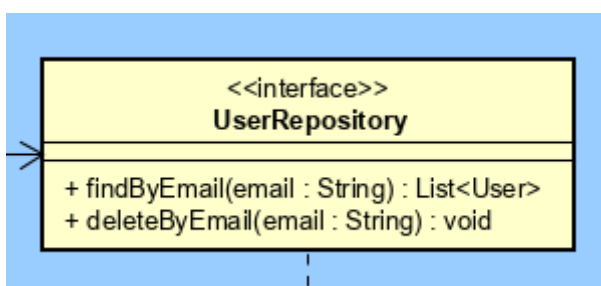 <<interface>>
UserRepository
+ findByEmail(email : String) : List<User>
+ deleteByEmail(email : String) : void